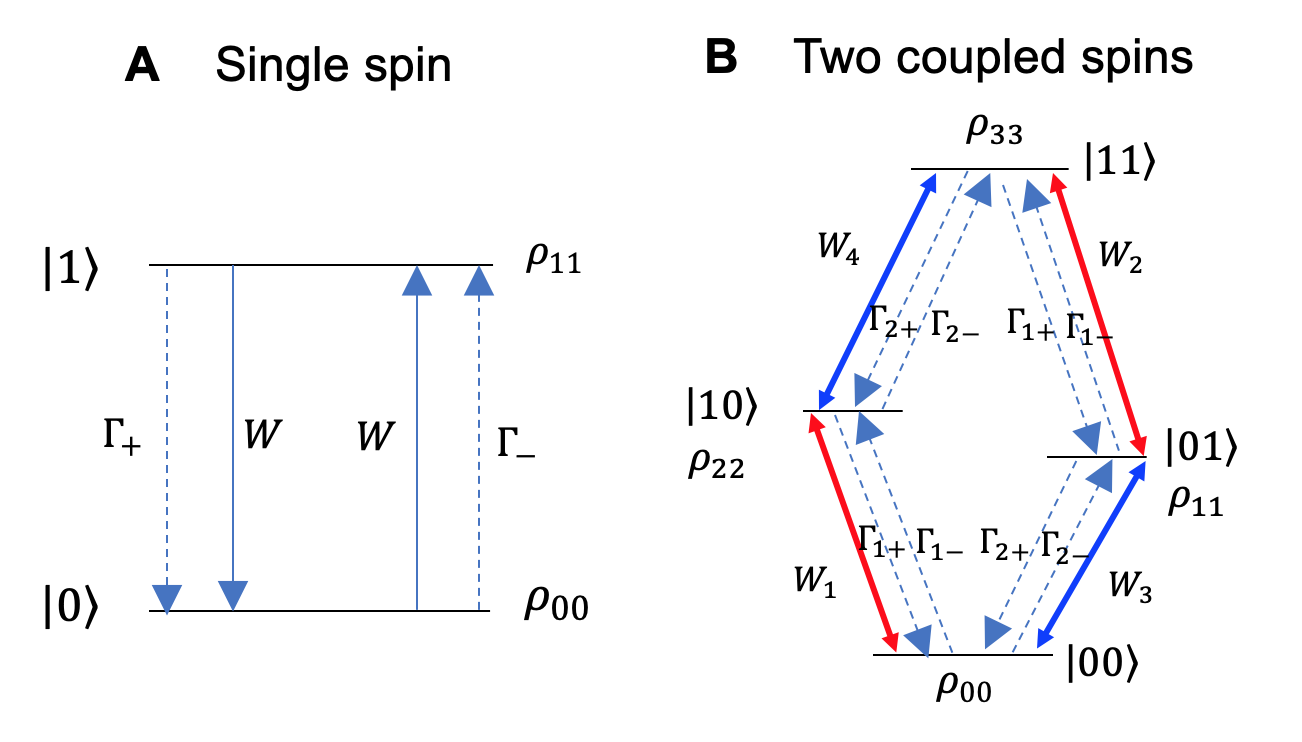 A Single spin
|1⟩
ρ₁₁
Γ₊
W
W
Γ₋
|0⟩
ρ₀₀
B Two coupled spins
ρ₃₃
|11⟩
W₄
W₂
Γ₂₊ Γ₂₋ Γ₁₊ Γ₁₋
|10⟩
ρ₂₂
|01⟩
ρ₁₁
Γ₁₊ Γ₁₋ Γ₂₊ Γ₂₋
W₁
W₃
|00⟩
ρ₀₀